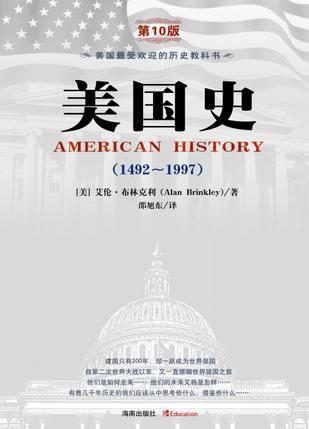 第10版
美国最受欢迎的历史教科书
美国史
AMERICAN HISTORY
(1492～1997)
[美] 艾伦·布林克利 (Alan Brinkley)/著
邵旭东/译
建国只有200年，却一跃成为世界强国
自第二次世界大战以来，又一直雄踞世界强国之首
他们是如何走来…… 他们的未来又将是怎样……
有着几千年历史的我们应该从中思考些什么，借鉴些什么……
海南出版社 Education